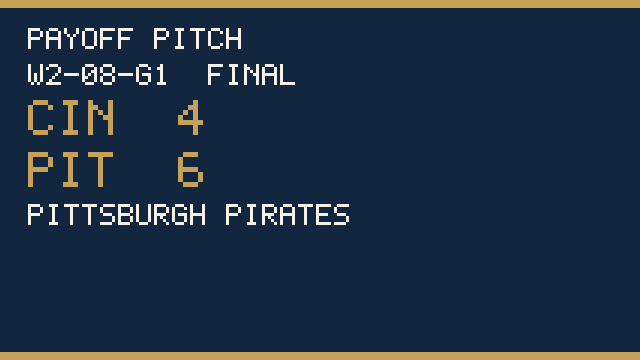 PAYOFF PITCH
W2-08-G1  FINAL
CIN  4
PIT  6
PITTSBURGH PIRATES